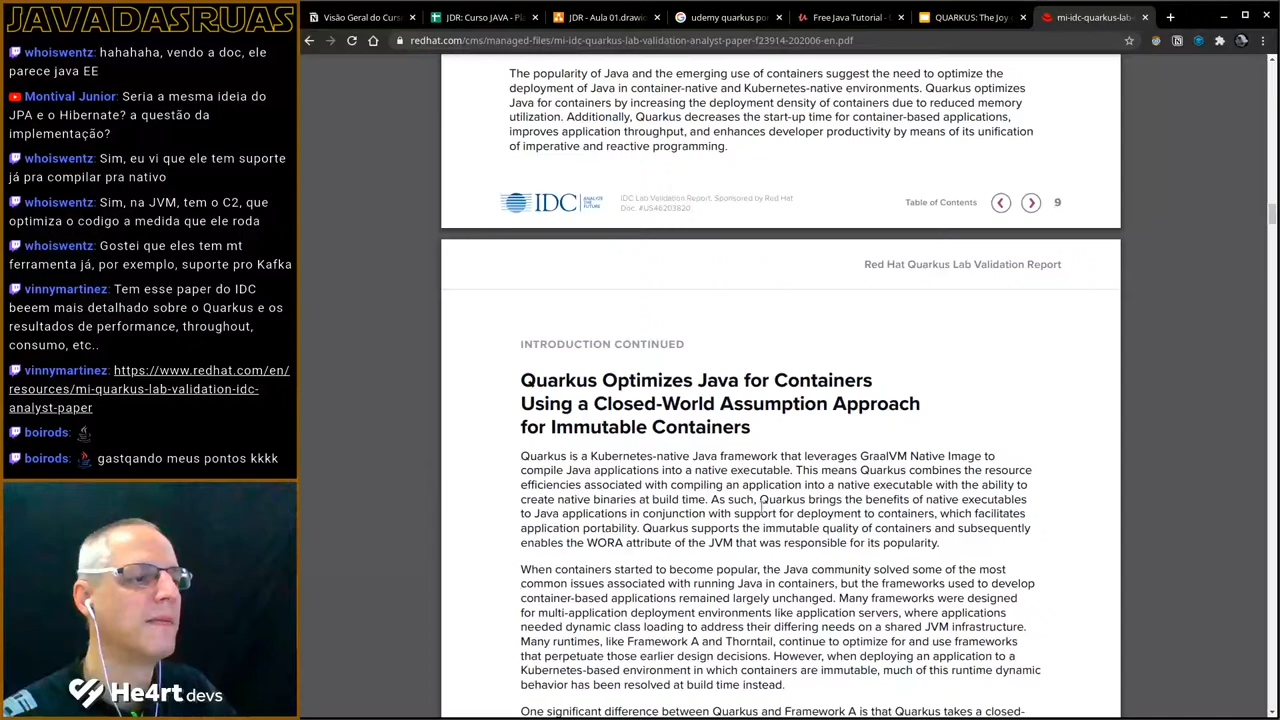 JAVADASRUAS
whoiswentz: hahahaha, vendo a doc, ele
parece java EE
Montival Junior: Seria a mesma ideia do
JPA e o Hibernate? a questão da
implementação?
whoiswentz: Sim, eu vi que ele tem suporte
já pra compilar pra nativo
whoiswentz: Sim, na JVM, tem o C2, que
optimiza o codigo a medida que ele roda
whoiswentz: Gostei que eles tem mt
ferramenta já, por exemplo, suporte pro Kafka
vinnymartinez: Tem esse paper do IDC
beeem mais detalhado sobre o Quarkus e os
resultados de performance, throughout,
consumo, etc..
vinnymartinez: https://www.redhat.com/en/
resources/mi-quarkus-lab-validation-idc-
analyst-paper
boirods:
boirods: gastqando meus pontos kkkk
He4rt devs
Visão Geral do Curs
JDR: Curso JAVA - Pl
JDR - Aula 01.drawi
udemy quarkus po
Free Java Tutorial -
QUARKUS: The Joy
mi-idc-quarkus-lab
redhat.com/cms/managed-files/mi-idc-quarkus-lab-validation-analyst-paper-f23914-202006-en.pdf
The popularity of Java and the emerging use of containers suggest the need to optimize the
deployment of Java in container-native and Kubernetes-native environments. Quarkus optimizes
Java for containers by increasing the deployment density of containers due to reduced memory
utilization. Additionally, Quarkus decreases the start-up time for container-based applications,
improves application throughput, and enhances developer productivity by means of its unification
of imperative and reactive programming.
IDC ANALYZE THE FUTURE
IDC Lab Validation Report, Sponsored by Red Hat
Doc. #US46203820
Table of Contents
9
Red Hat Quarkus Lab Validation Report
INTRODUCTION CONTINUED
Quarkus Optimizes Java for Containers
Using a Closed-World Assumption Approach
for Immutable Containers
Quarkus is a Kubernetes-native Java framework that leverages GraalVM Native Image to
compile Java applications into a native executable. This means Quarkus combines the resource
efficiencies associated with compiling an application into a native executable with the ability to
create native binaries at build time. As such, Quarkus brings the benefits of native executables
to Java applications in conjunction with support for deployment to containers, which facilitates
application portability. Quarkus supports the immutable quality of containers and subsequently
enables the WORA attribute of the JVM that was responsible for its popularity.
When containers started to become popular, the Java community solved some of the most
common issues associated with running Java in containers, but the frameworks used to develop
container-based applications remained largely unchanged. Many frameworks were designed
for multi-application deployment environments like application servers, where applications
needed dynamic class loading to address their differing needs on a shared JVM infrastructure.
Many runtimes, like Framework A and Thorntail, continue to optimize for and use frameworks
that perpetuate those earlier design decisions. However, when deploying an application to a
Kubernetes-based environment in which containers are immutable, much of this runtime dynamic
behavior has been resolved at build time instead.
One significant difference between Quarkus and Framework A is that Quarkus takes a closed-